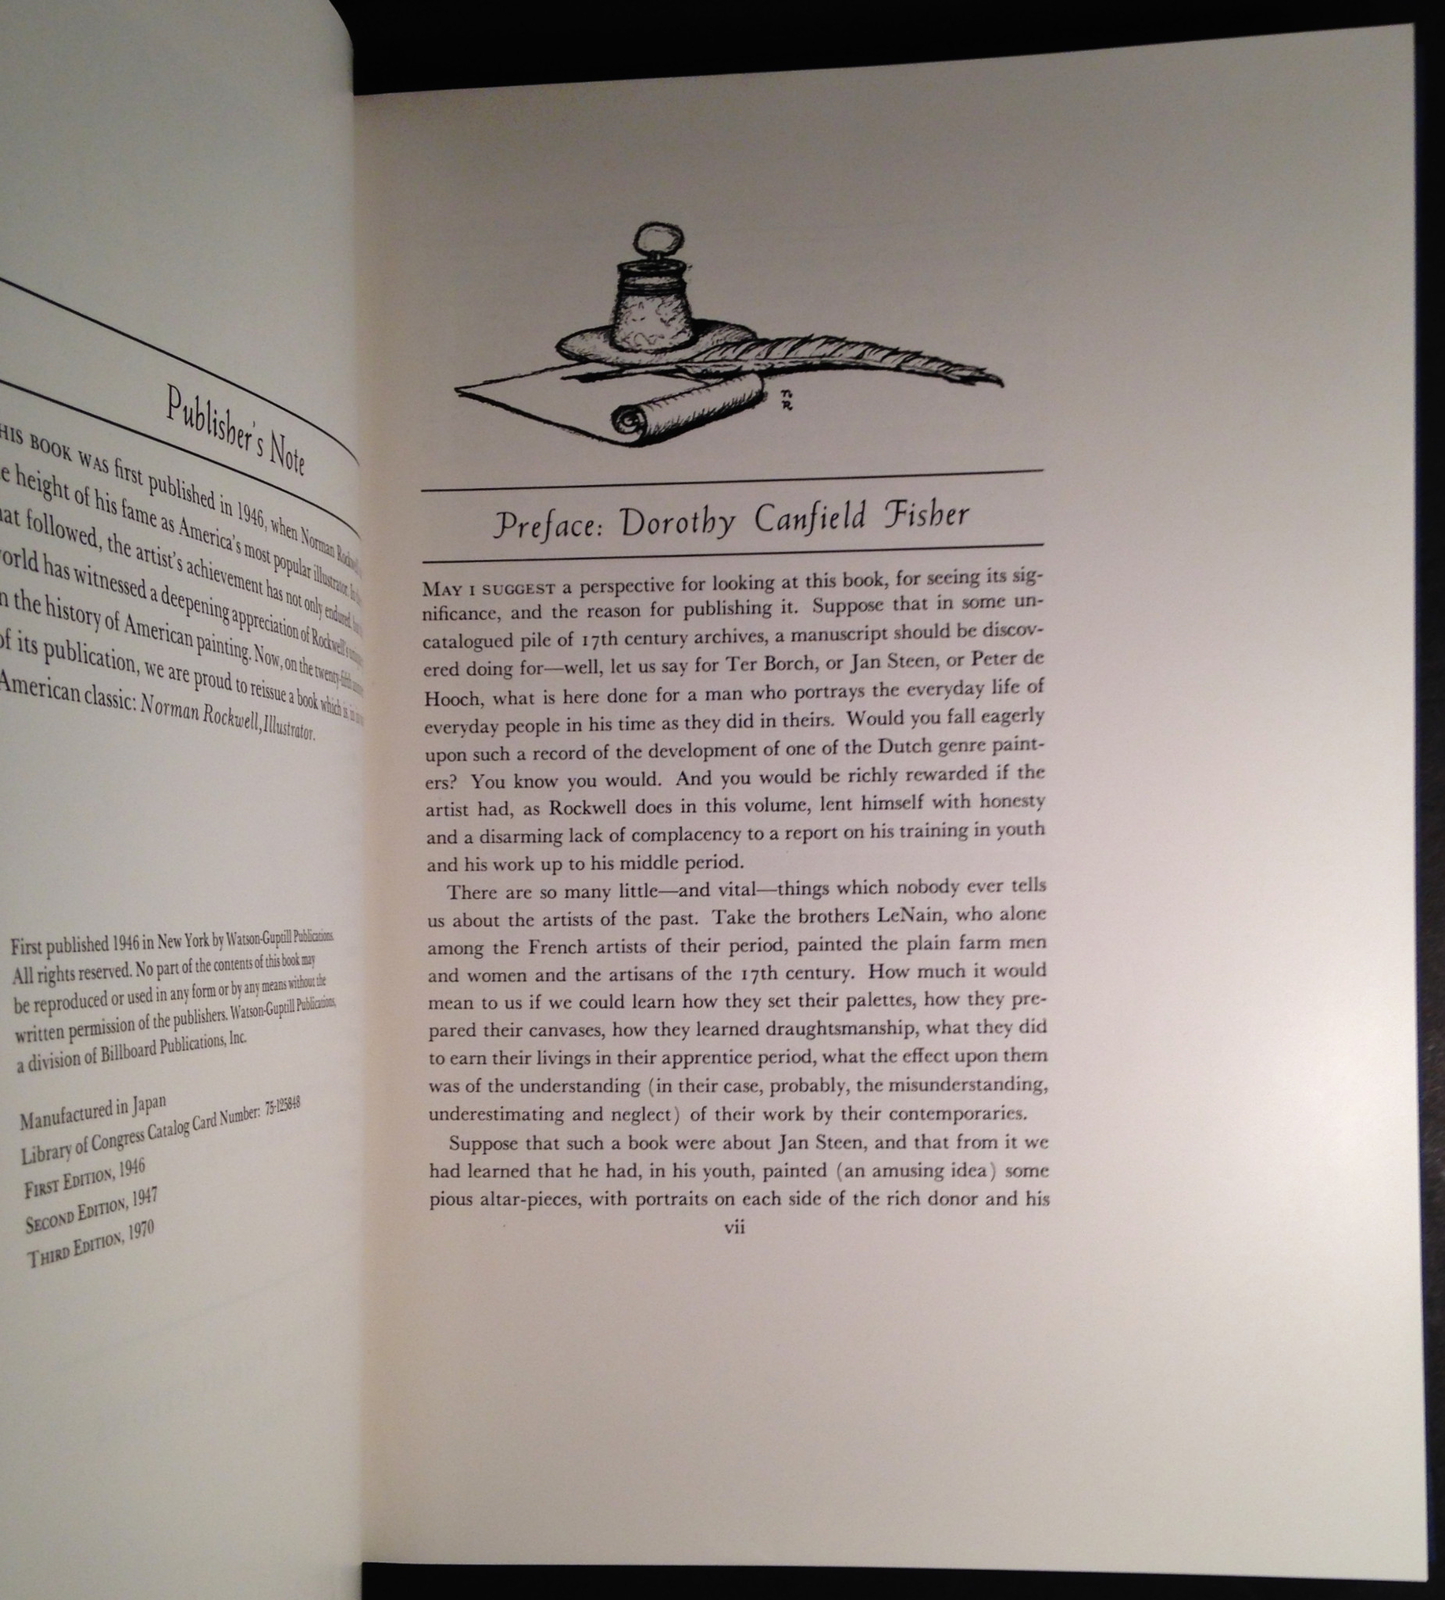 Publisher's Note
HIS BOOK WAS first published in 1946, when Norman
e height of his fame as America's most popular illustrator.
hat followed, the artist's achievement has not only endured,
orld has witnessed a deepening appreciation of Rockwell's
n the history of American painting. Now, on the twenty-fifth
of its publication, we are proud to reissue a book which is
American classic: Norman Rockwell, Illustrator.
First published 1946 in New York by Watson-Guptill Publications.
All rights reserved. No part of the contents of this book may
be reproduced or used in any form or by any means without the
written permission of the publishers. Watson-Guptill Publications,
a division of Billboard Publications, Inc.
Manufactured in Japan
Library of Congress Catalog Card Number: 75-125848
FIRST EDITION, 1946
SECOND EDITION, 1947
THIRD EDITION, 1970
n
R
Preface: Dorothy Canfield Fisher
MAY I SUGGEST a perspective for looking at this book, for seeing its sig-
nificance, and the reason for publishing it. Suppose that in some un-
catalogued pile of 17th century archives, a manuscript should be discov-
ered doing for—well, let us say for Ter Borch, or Jan Steen, or Peter de
Hooch, what is here done for a man who portrays the everyday life of
everyday people in his time as they did in theirs. Would you fall eagerly
upon such a record of the development of one of the Dutch genre paint-
ers? You know you would. And you would be richly rewarded if the
artist had, as Rockwell does in this volume, lent himself with honesty
and a disarming lack of complacency to a report on his training in youth
and his work up to his middle period.
There are so many little—and vital—things which nobody ever tells
us about the artists of the past. Take the brothers LeNain, who alone
among the French artists of their period, painted the plain farm men
and women and the artisans of the 17th century. How much it would
mean to us if we could learn how they set their palettes, how they pre-
pared their canvases, how they learned draughtsmanship, what they did
to earn their livings in their apprentice period, what the effect upon them
was of the understanding (in their case, probably, the misunderstanding,
underestimating and neglect) of their work by their contemporaries.
Suppose that such a book were about Jan Steen, and that from it we
had learned that he had, in his youth, painted (an amusing idea) some
pious altar-pieces, with portraits on each side of the rich donor and his
vii